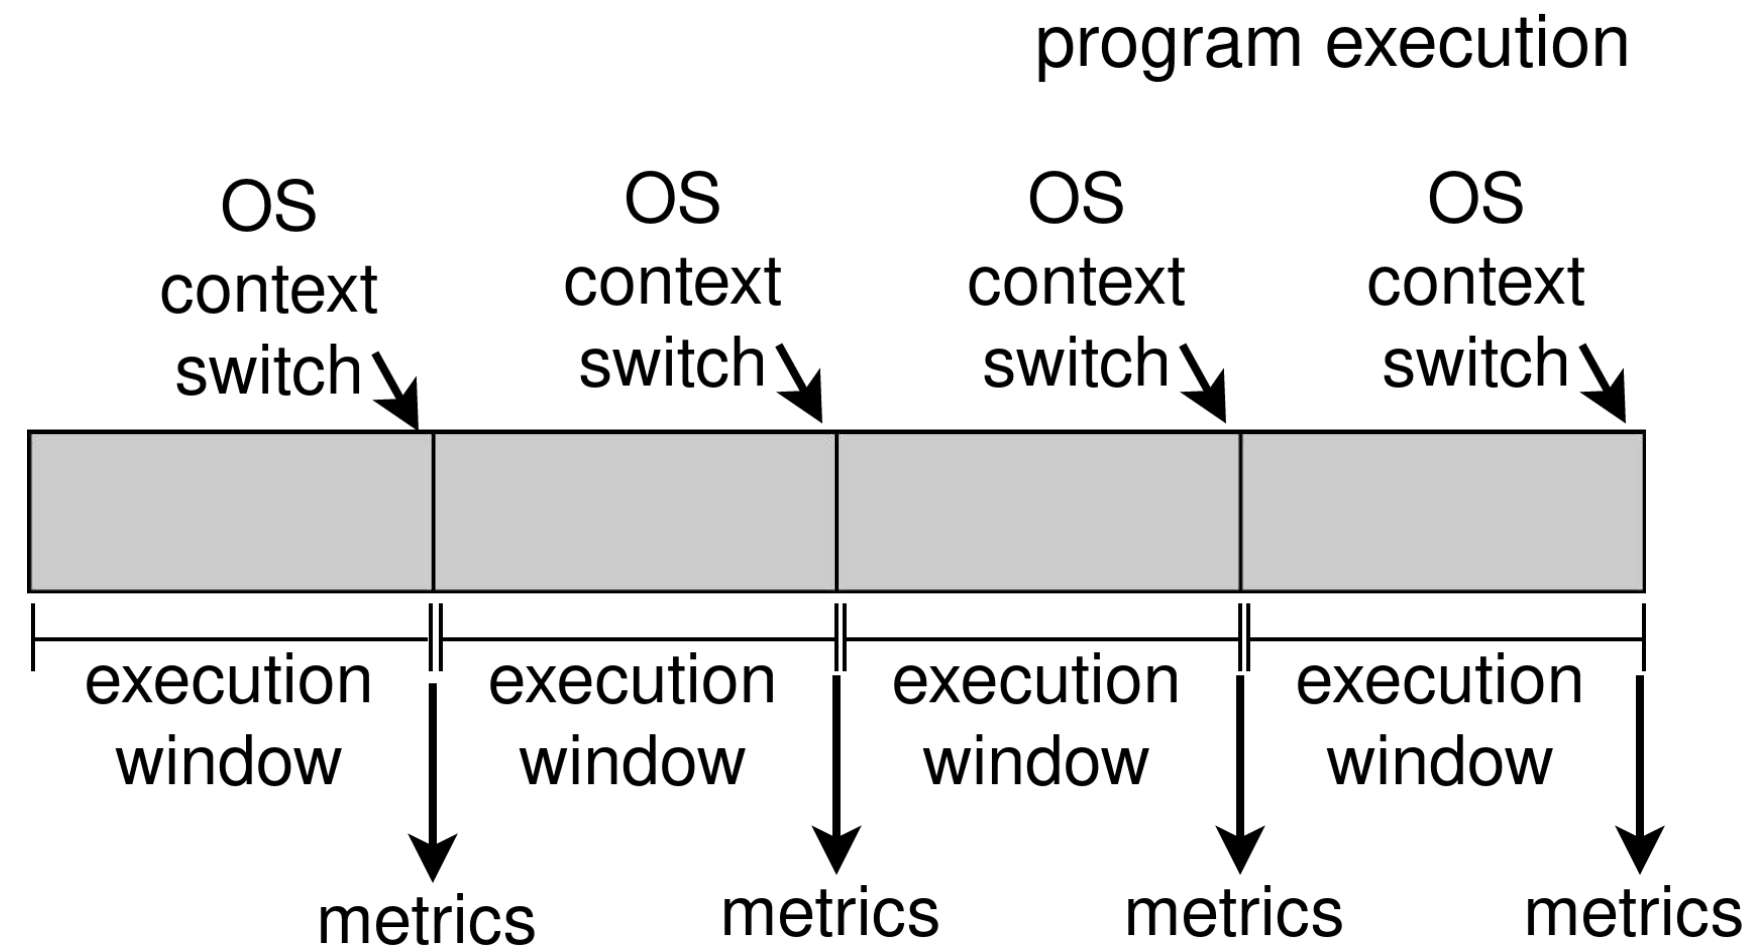 program execution
OS
context
switch
OS
context
switch
OS
context
switch
OS
context
switch
execution
window
execution
window
execution
window
execution
window
metrics
metrics
metrics
metrics